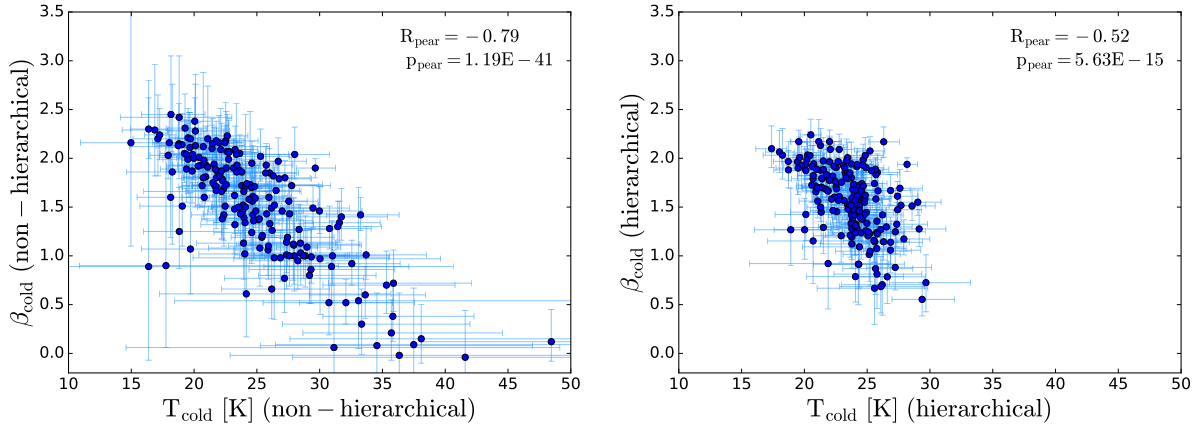 3.5
3.0
2.5
2.0
1.5
1.0
0.5
0.0
β_cold (non − hierarchical)
R_pear = −0.79
p_pear = 1.19E − 41
10 15 20 25 30 35 40 45 50
T_cold [K] (non − hierarchical)
3.5
3.0
2.5
2.0
1.5
1.0
0.5
0.0
β_cold (hierarchical)
R_pear = −0.52
p_pear = 5.63E − 15
10 15 20 25 30 35 40 45 50
T_cold [K] (hierarchical)